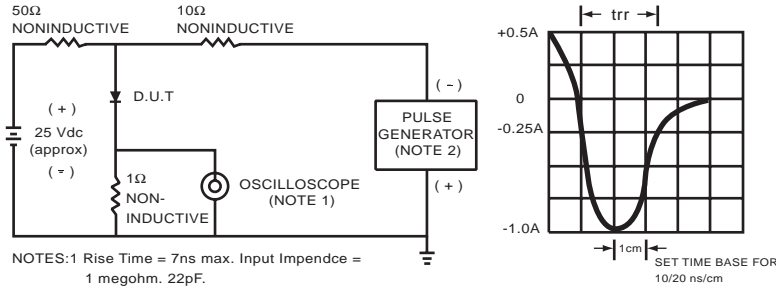 50Ω
NONINDUCTIVE
10Ω
NONINDUCTIVE
D.U.T
( + )
25 Vdc
(approx)
( - )
1Ω
NON-
INDUCTIVE
OSCILLOSCOPE
(NOTE 1)
( - )
PULSE
GENERATOR
(NOTE 2)
( + )
NOTES:1 Rise Time = 7ns max. Input Impendce =
1 megohm. 22pF.
trr
+0.5A
0
-0.25A
-1.0A
1cm
SET TIME BASE FOR
10/20 ns/cm